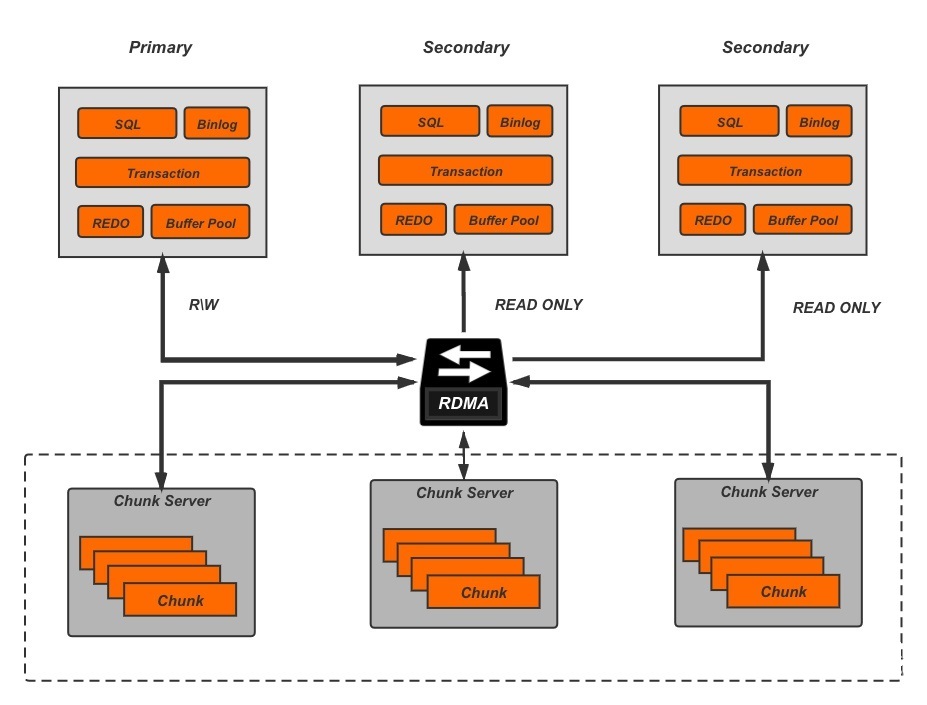 Primary
Secondary
Secondary
SQL
Binlog
Transaction
REDO
Buffer Pool
SQL
Binlog
Transaction
REDO
Buffer Pool
SQL
Binlog
Transaction
REDO
Buffer Pool
R\W
READ ONLY
READ ONLY
RDMA
Chunk Server
Chunk
Chunk Server
Chunk
Chunk Server
Chunk